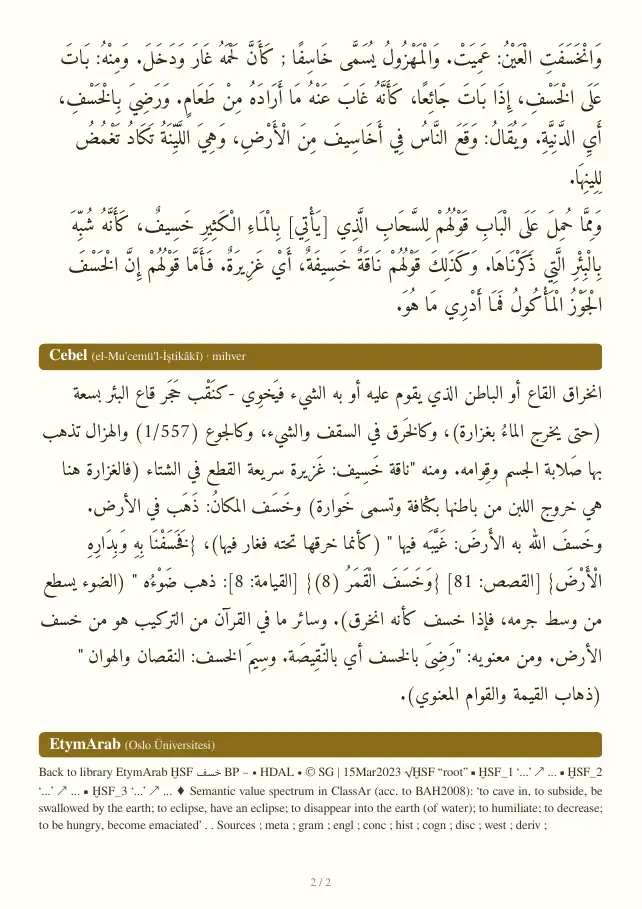 وَانْخَسَفَتِ الْعَيْنُ: عَمِيَتْ. وَالْمَهْزُولُ يُسَمَّى خَاسِفًا ; كَأَنَّ لَحْمَهُ غَارَ وَدَخَلَ. وَمِنْهُ: بَاتَ
عَلَى الْخَسْفِ، إِذَا بَاتَ جَائِعًا، كَأَنَّهُ غَابَ عَنْهُ مَا أَرَادَهُ مِنْ طَعَامٍ. وَرَضِيَ بِالْخَسْفِ،
أَيِ الدَّنِيَّةِ. وَيُقَالُ: وَقَعَ النَّاسُ فِي أَخَاسِيفَ مِنَ الْأَرْضِ، وَهِيَ اللَّيِّنَةُ تَكَادُ تَغْمُضُ
لِلِينِهَا.
وَمِمَّا حُمِلَ عَلَى الْبَابِ قَوْلُهُمْ لِلسَّحَابِ الَّذِي [يَأْتِي] بِالْمَاءِ الْكَثِيرِ خَسِيفٌ، كَأَنَّهُ شُبِّهَ
بِالْبِئْرِ الَّتِي ذَكَرْنَاهَا. وَكَذَلِكَ قَوْلُهُمْ نَاقَةٌ خَسِيفَةٌ، أَيْ غَزِيرَةٌ. فَأَمَّا قَوْلُهُمْ إِنَّ الْخَسْفَ
الْجَوْزُ الْمَأْكُولُ فَمَا أَدْرِي مَا هُوَ.
Cebel (el-Mu'cemü'l-İştikâkî) · mihver
انخراق القاع أو الباطن الذي يقوم عليه أو به الشيء فيَخوِي -كنَقْب حَجَر قاع البئر بسعة
(حتى يخرج الماءُ بغزارة)، وكالخَرق في السقف والشيء، وكالجوع (1/557) والهزال تذهب
بها صَلابة الجسم وقِوامه. ومنه "ناقة خَسِيف: غَزيرة سريعة القطع في الشتاء (فالغزارة هنا
هي خروج اللبن من باطنها بكثافة وتسمى خَوارة) وخَسَف المكانُ: ذَهَب في الأرض.
وخَسفَ الله به الأَرضَ: غَيَّبَه فيها " (كأنما خرقها تحته فغار فيها)، {فَخَسَفْنَا بِهِ وَبِدَارِهِ
الْأَرْضَ} [القصص: 81] {وَخَسَفَ الْقَمَرُ (8)} [القيامة: 8]: ذهب ضَوْءُه " (الضوء يسطع
من وسط جرمه، فإذا خسف كأنه انخرق). وسائر ما في القرآن من التركيب هو من خسف
الأرض. ومن معنويه: "رَضِىَ بالخسف أي بالنَّقِيصَة. وسِيمَ الخسف: النقصان والهوان "
(ذهاب القيمة والقوام المعنوي).
EtymArab (Oslo Üniversitesi)
Back to library EtymArab ḪSF خسف BP – • HDAL • © SG | 15Mar2023 √ḪSF “root” ▪ ḪSF_1 ‘...’ ↗ ... ▪ ḪSF_2
‘...’ ↗ ... ▪ ḪSF_3 ‘...’ ↗ ... ♦ Semantic value spectrum in ClassAr (acc. to BAH2008): ‘to cave in, to subside, be
swallowed by the earth; to eclipse, have an eclipse; to disappear into the earth (of water); to humiliate; to decrease;
to be hungry, become emaciated’ . . Sources ; meta ; gram ; engl ; conc ; hist ; cogn ; disc ; west ; deriv ;
2 / 2